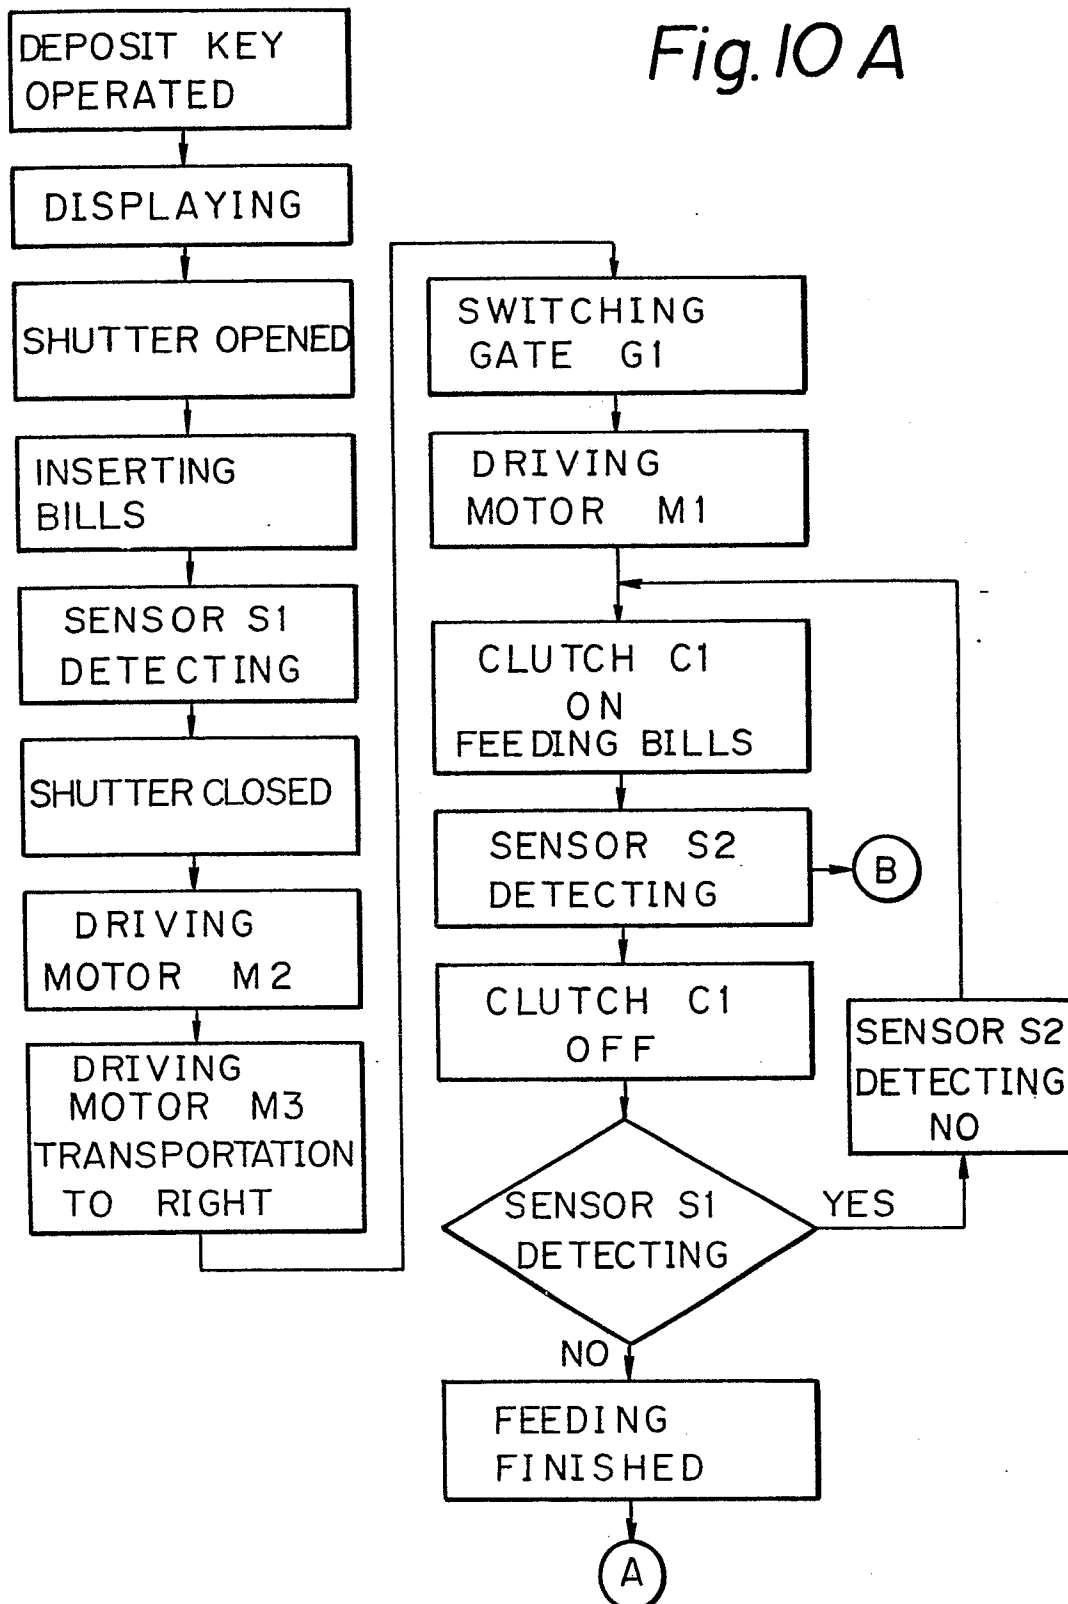 Fig. 10 A
DEPOSIT KEY
OPERATED
DISPLAYING
SHUTTER OPENED
INSERTING
BILLS
SENSOR S1
DETECTING
SHUTTER CLOSED
DRIVING
MOTOR M2
DRIVING
MOTOR M3
TRANSPORTATION
TO RIGHT
SWITCHING
GATE G1
DRIVING
MOTOR M1
CLUTCH C1
ON
FEEDING BILLS
SENSOR S2
DETECTING
B
CLUTCH C1
OFF
SENSOR S1
DETECTING
YES
SENSOR S2
DETECTING
NO
NO
FEEDING
FINISHED
A